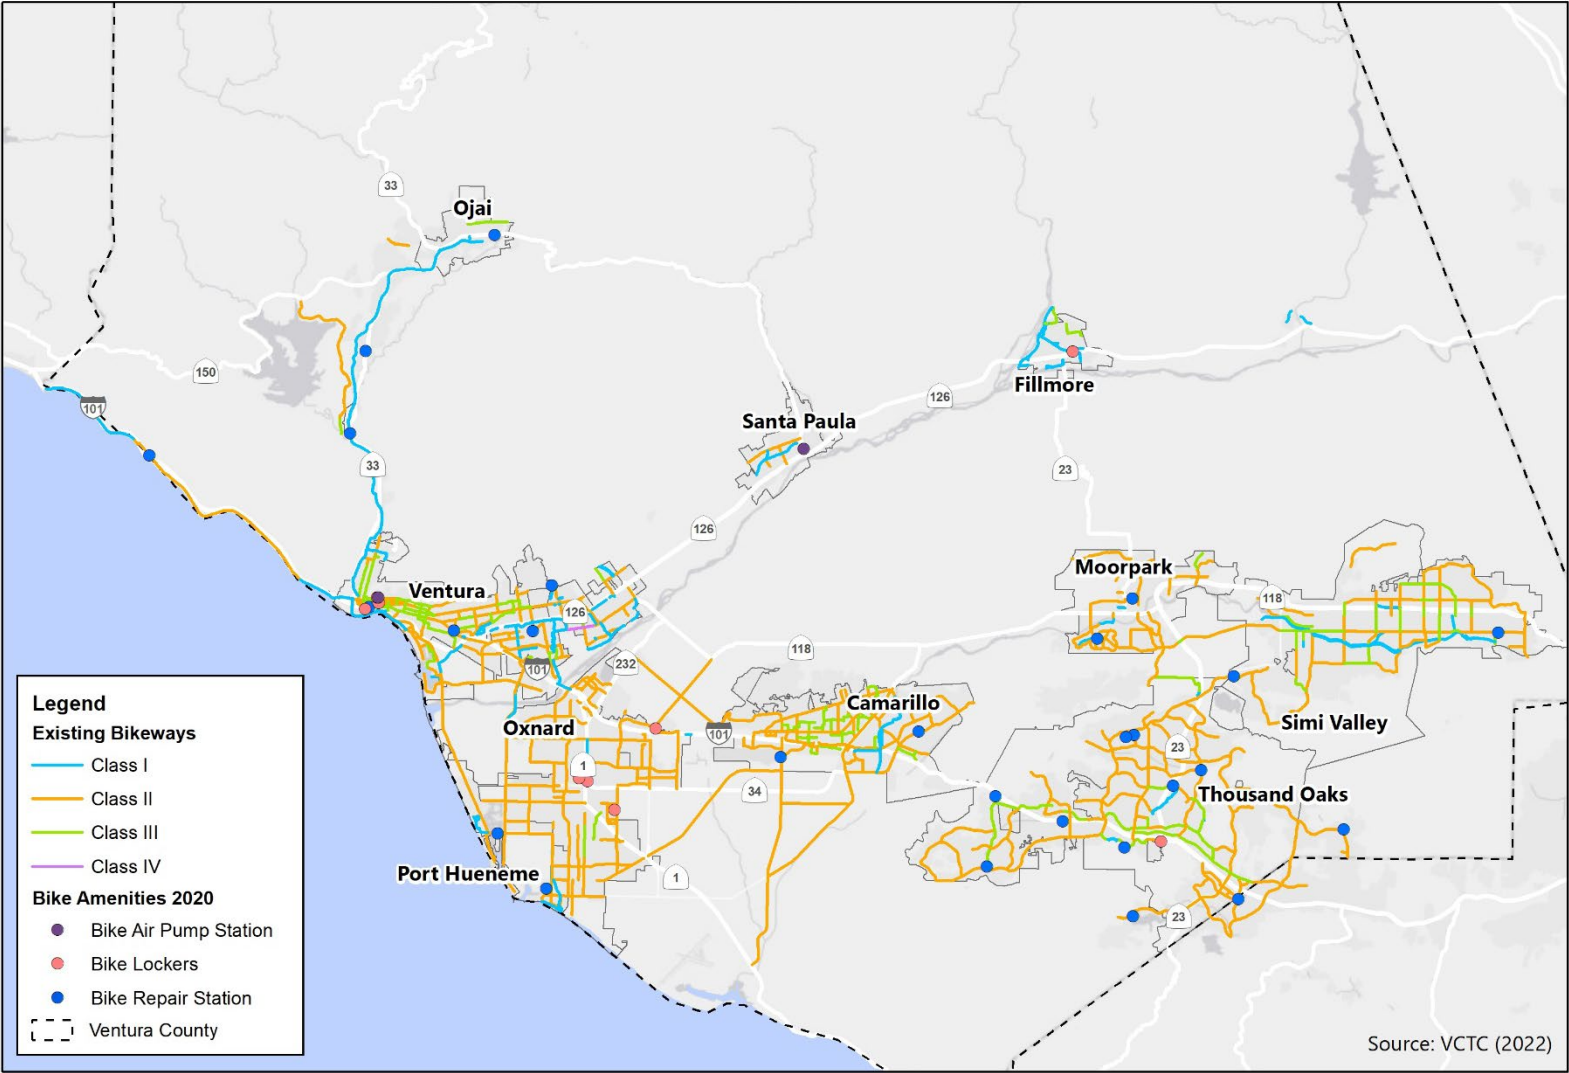 33
Ojai
150
101
Fillmore
126
Santa Paula
33
23
126
Moorpark
Ventura
118
126
118
232
101
Camarillo
Oxnard
101
Simi Valley
23
1
34
Thousand Oaks
Port Hueneme
1
23
Legend
Existing Bikeways
Class I
Class II
Class III
Class IV
Bike Amenities 2020
Bike Air Pump Station
Bike Lockers
Bike Repair Station
Ventura County
Source: VCTC (2022)